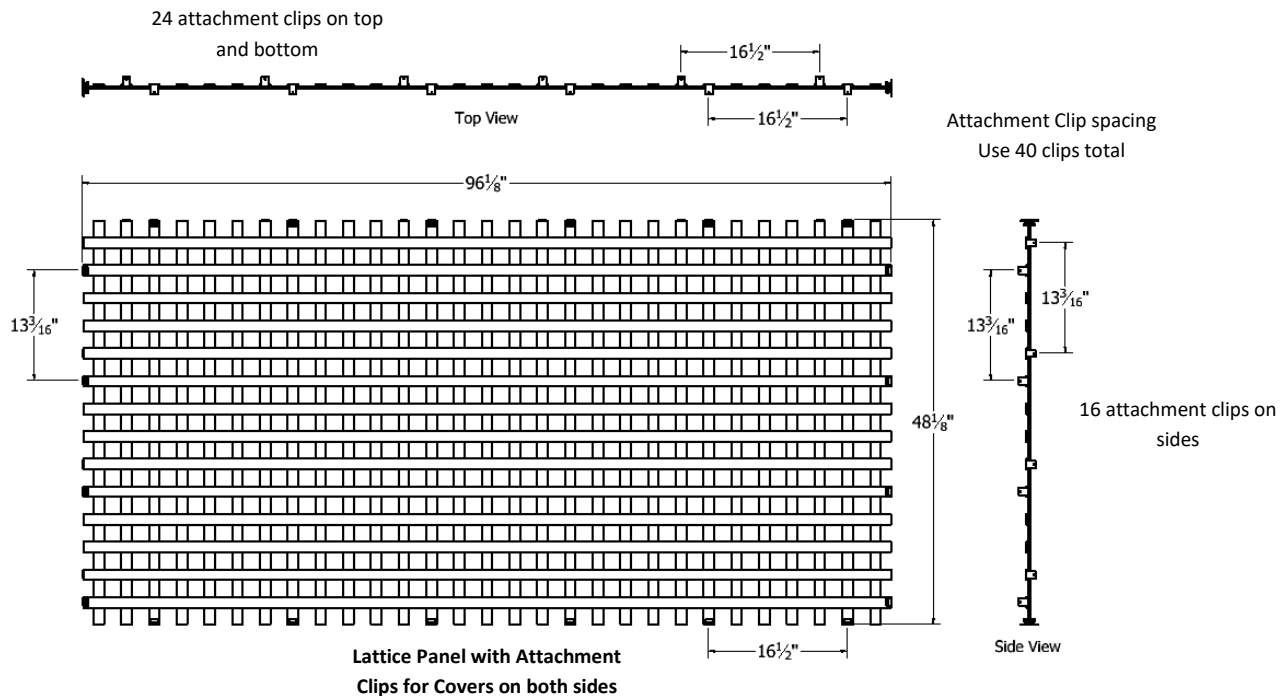 24 attachment clips on top
and bottom
16½"
Top View
16½"
Attachment Clip spacing
Use 40 clips total
96⅛"
13³⁄₁₆"
13³⁄₁₆"
13³⁄₁₆"
48⅛"
16 attachment clips on
sides
16½"
Side View
Lattice Panel with Attachment
Clips for Covers on both sides